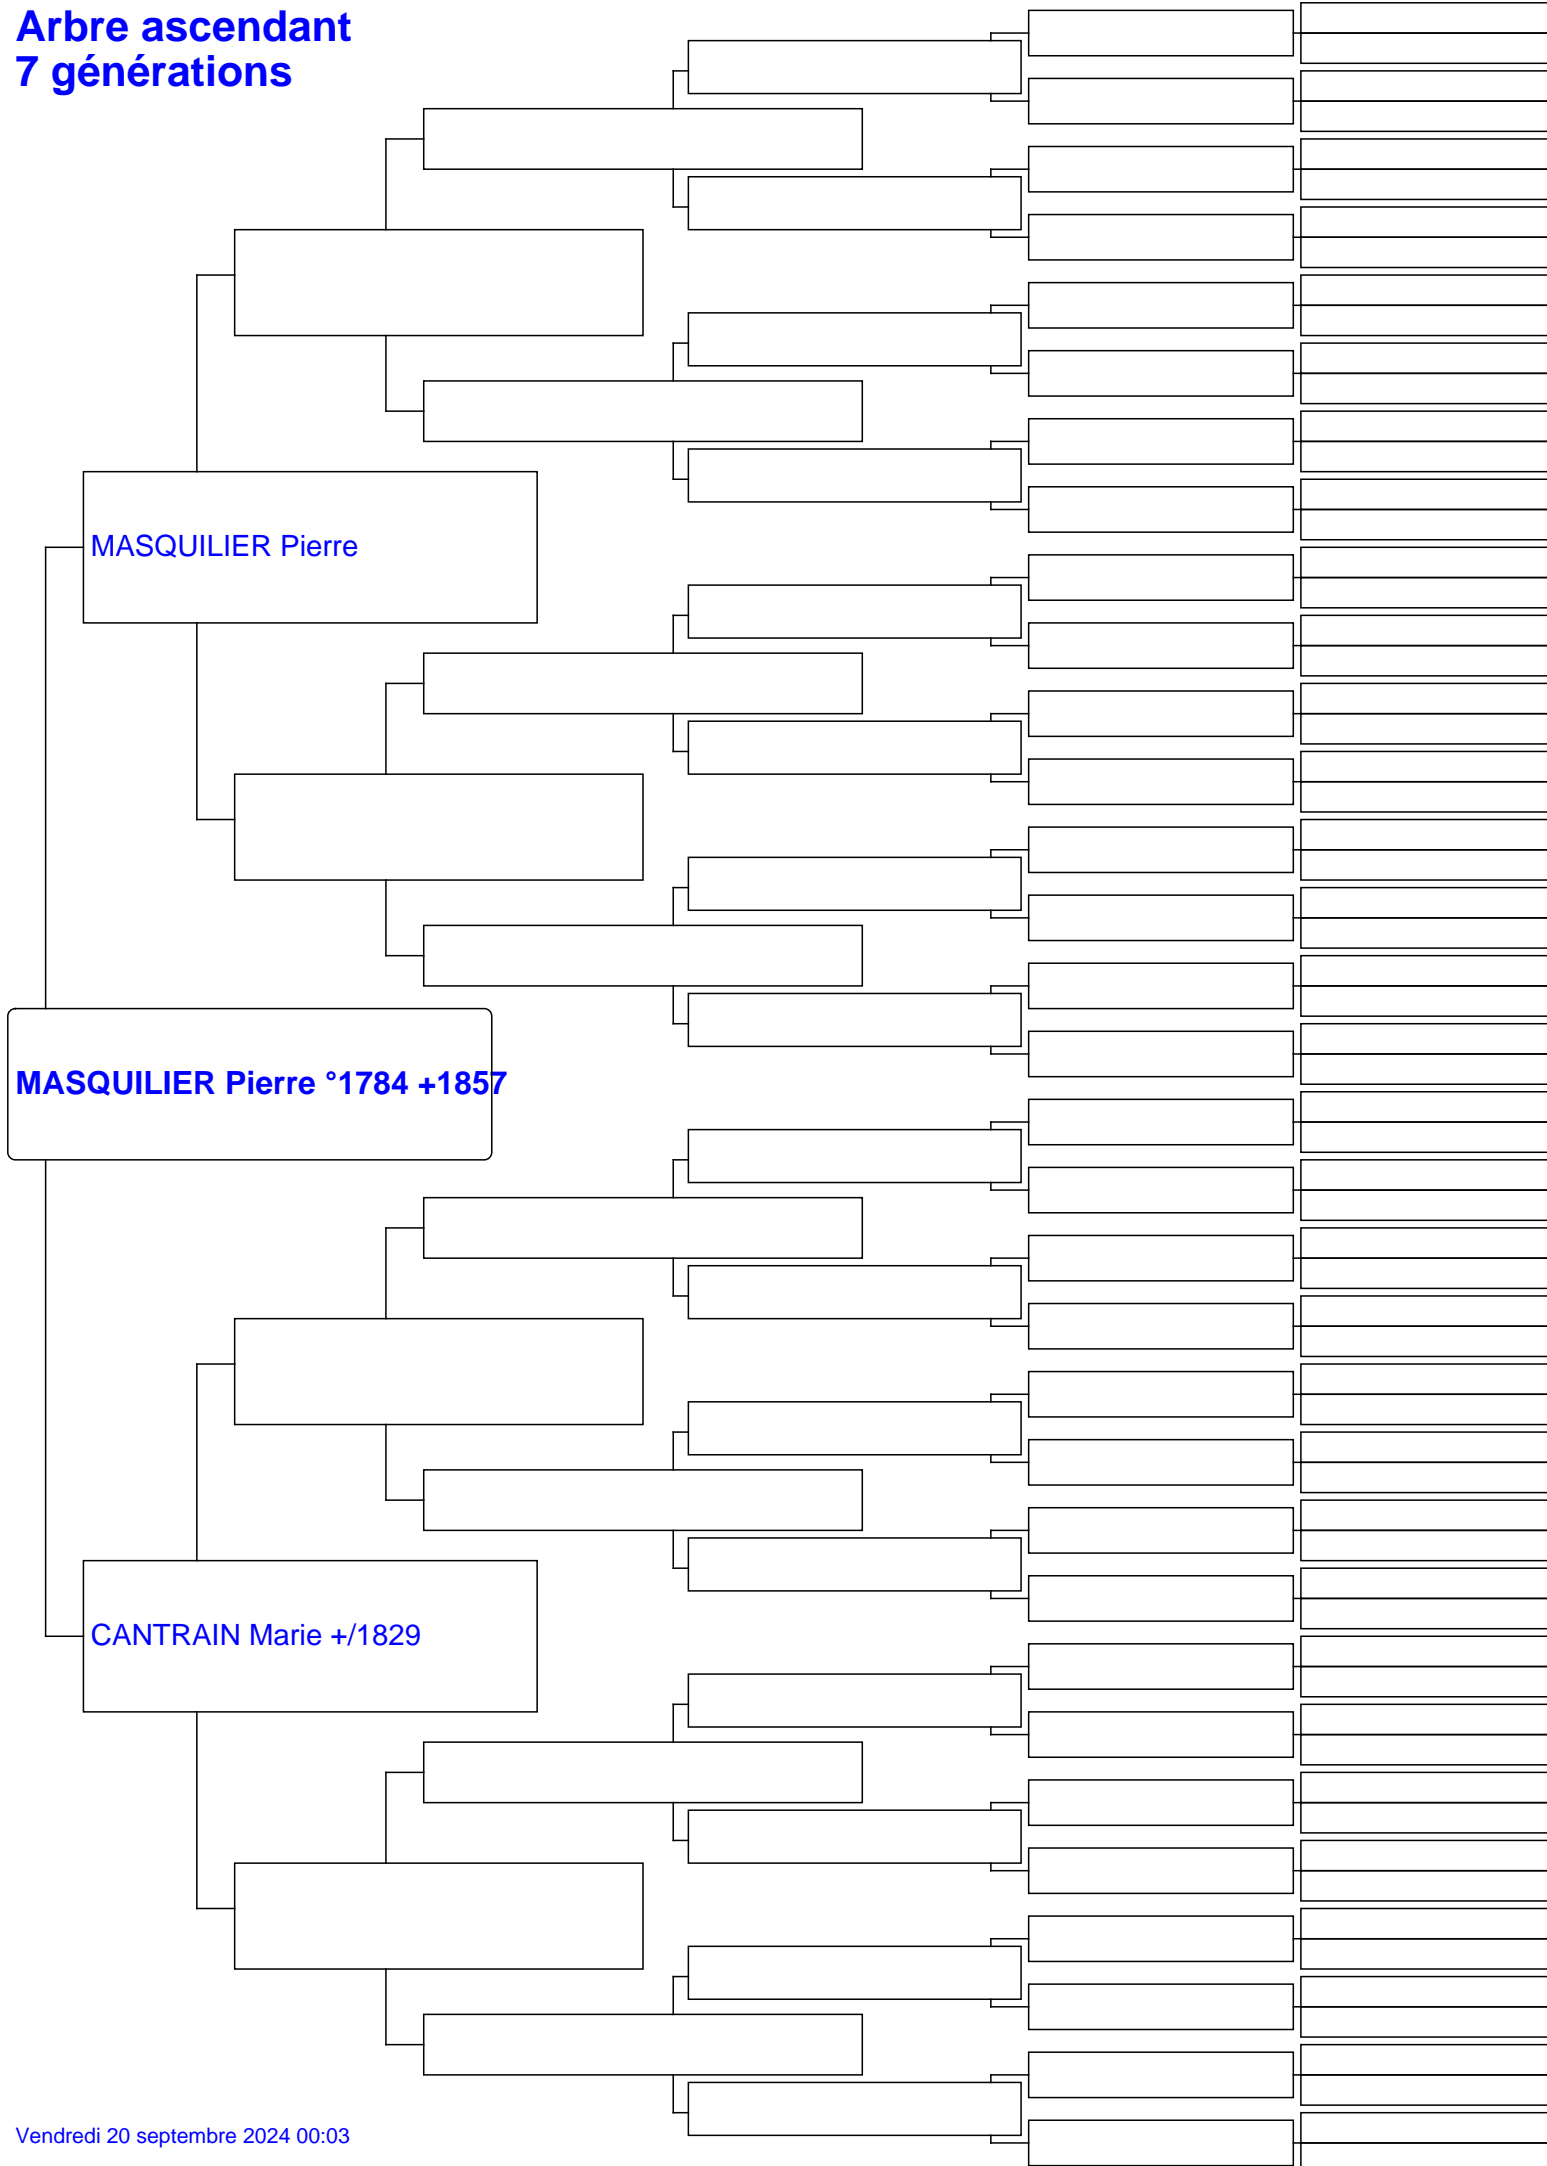 Arbre ascendant
7 générations
MASQUILIER Pierre
MASQUILIER Pierre °1784 +1857
CANTRAIN Marie +/1829
Vendredi 20 septembre 2024 00:03